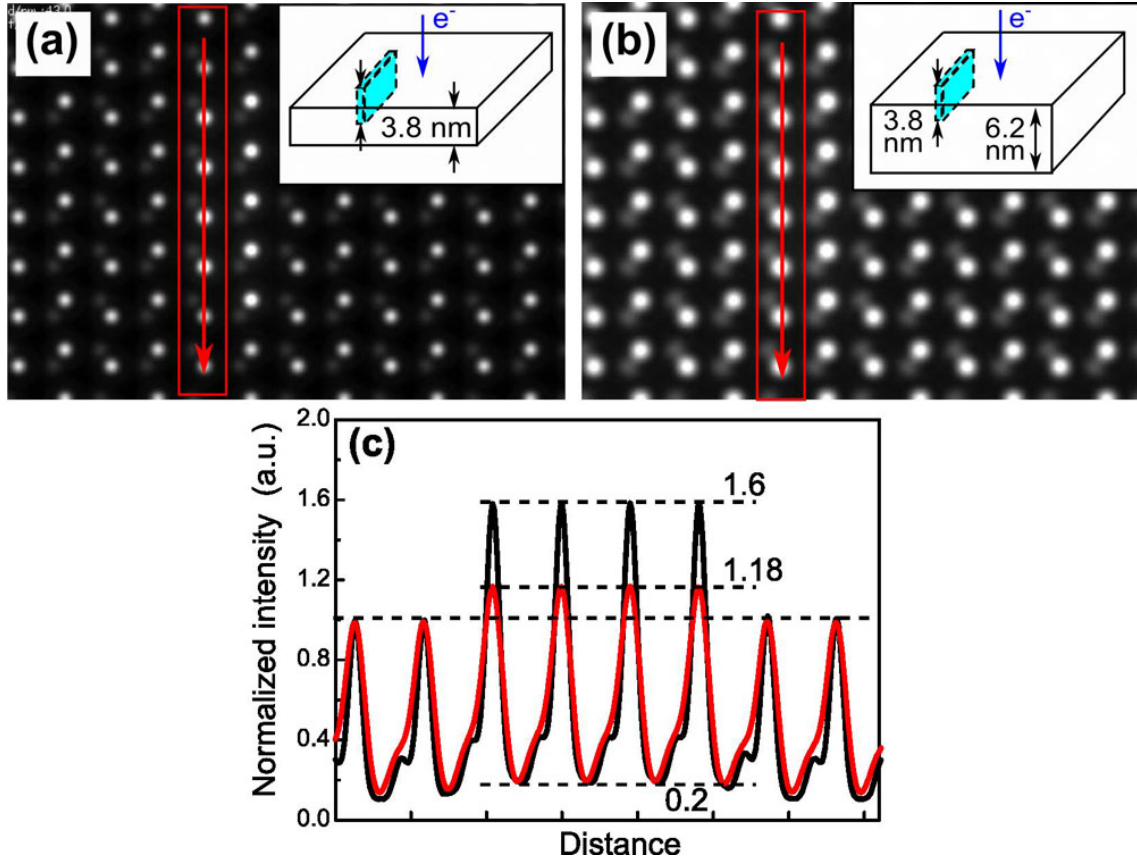 (a)
e-
3.8 nm
(b)
e-
3.8
nm
6.2
nm
(c)
Normalized intensity (a.u.)
2.0
1.6
1.2
0.8
0.4
0.0
1.6
1.18
0.2
Distance